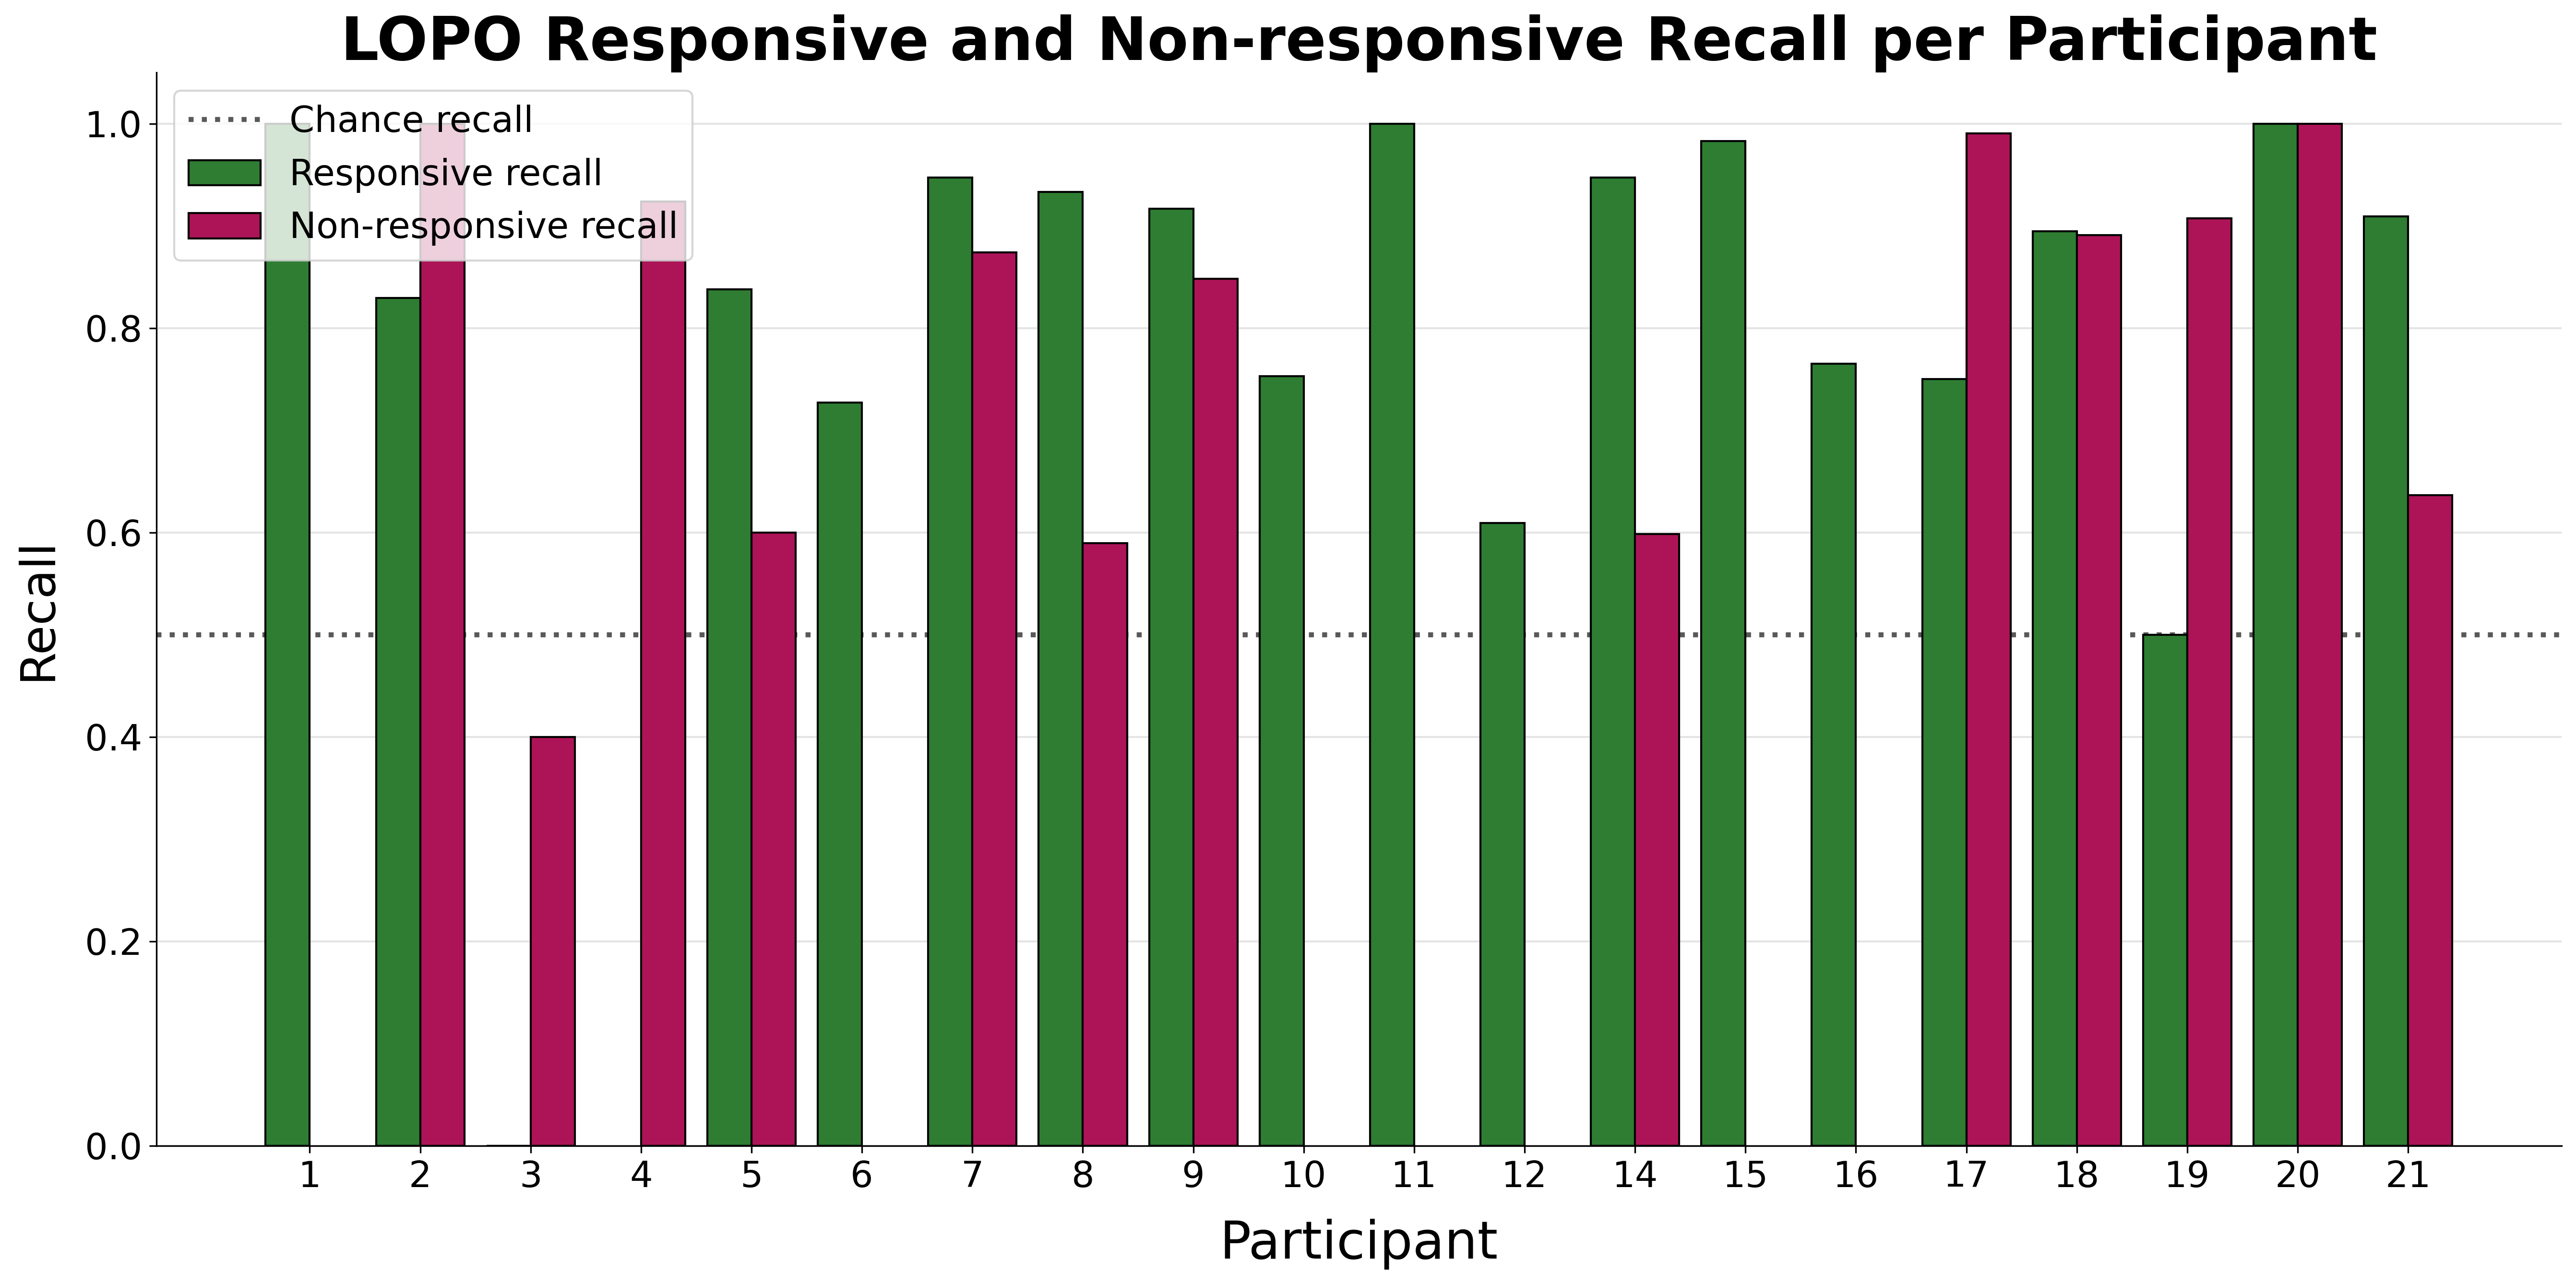 LOPO Responsive and Non-responsive Recall per Participant
Chance recall
Responsive recall
Non-responsive recall
1.0
0.8
0.6
0.4
0.2
0.0
Recall
1 2 3 4 5 6 7 8 9 10 11 12 14 15 16 17 18 19 20 21
Participant